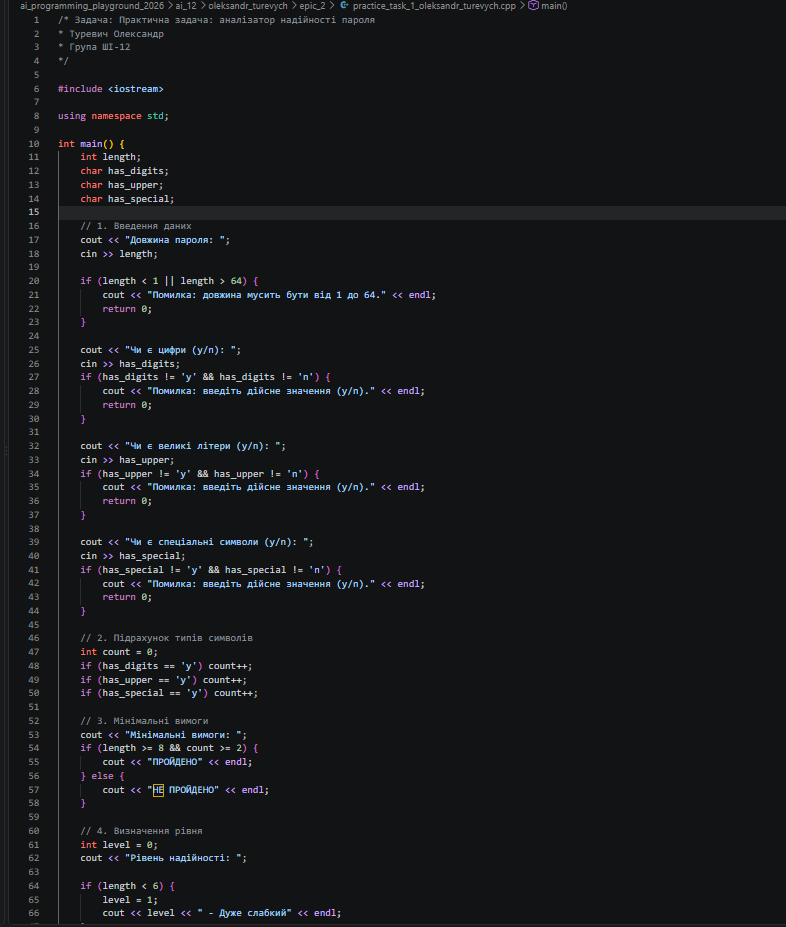 ai_programming_playground_2026 > ai_12 > oleksandr_turevych > epic_2 > practice_task_1_oleksandr_turevych.cpp > main()
1 /* Задача: Практична задача: аналізатор надійності пароля
2 * Туревич Олександр
3 * Група ШІ-12
4 */
5
6 #include <iostream>
7
8 using namespace std;
9
10 int main() {
11     int length;
12     char has_digits;
13     char has_upper;
14     char has_special;
15
16     // 1. Введення даних
17     cout << "Довжина пароля: ";
18     cin >> length;
19
20     if (length < 1 || length > 64) {
21         cout << "Помилка: довжина мусить бути від 1 до 64." << endl;
22         return 0;
23     }
24
25     cout << "Чи є цифри (y/n): ";
26     cin >> has_digits;
27     if (has_digits != 'y' && has_digits != 'n') {
28         cout << "Помилка: введіть дійсне значення (y/n)." << endl;
29         return 0;
30     }
31
32     cout << "Чи є великі літери (y/n): ";
33     cin >> has_upper;
34     if (has_upper != 'y' && has_upper != 'n') {
35         cout << "Помилка: введіть дійсне значення (y/n)." << endl;
36         return 0;
37     }
38
39     cout << "Чи є спеціальні символи (y/n): ";
40     cin >> has_special;
41     if (has_special != 'y' && has_special != 'n') {
42         cout << "Помилка: введіть дійсне значення (y/n)." << endl;
43         return 0;
44     }
45
46     // 2. Підрахунок типів символів
47     int count = 0;
48     if (has_digits == 'y') count++;
49     if (has_upper == 'y') count++;
50     if (has_special == 'y') count++;
51
52     // 3. Мінімальні вимоги
53     cout << "Мінімальні вимоги: ";
54     if (length >= 8 && count >= 2) {
55         cout << "ПРОЙДЕНО" << endl;
56     } else {
57         cout << "НЕ ПРОЙДЕНО" << endl;
58     }
59
60     // 4. Визначення рівня
61     int level = 0;
62     cout << "Рівень надійності: ";
63
64     if (length < 6) {
65         level = 1;
66         cout << level << " - Дуже слабкий" << endl;